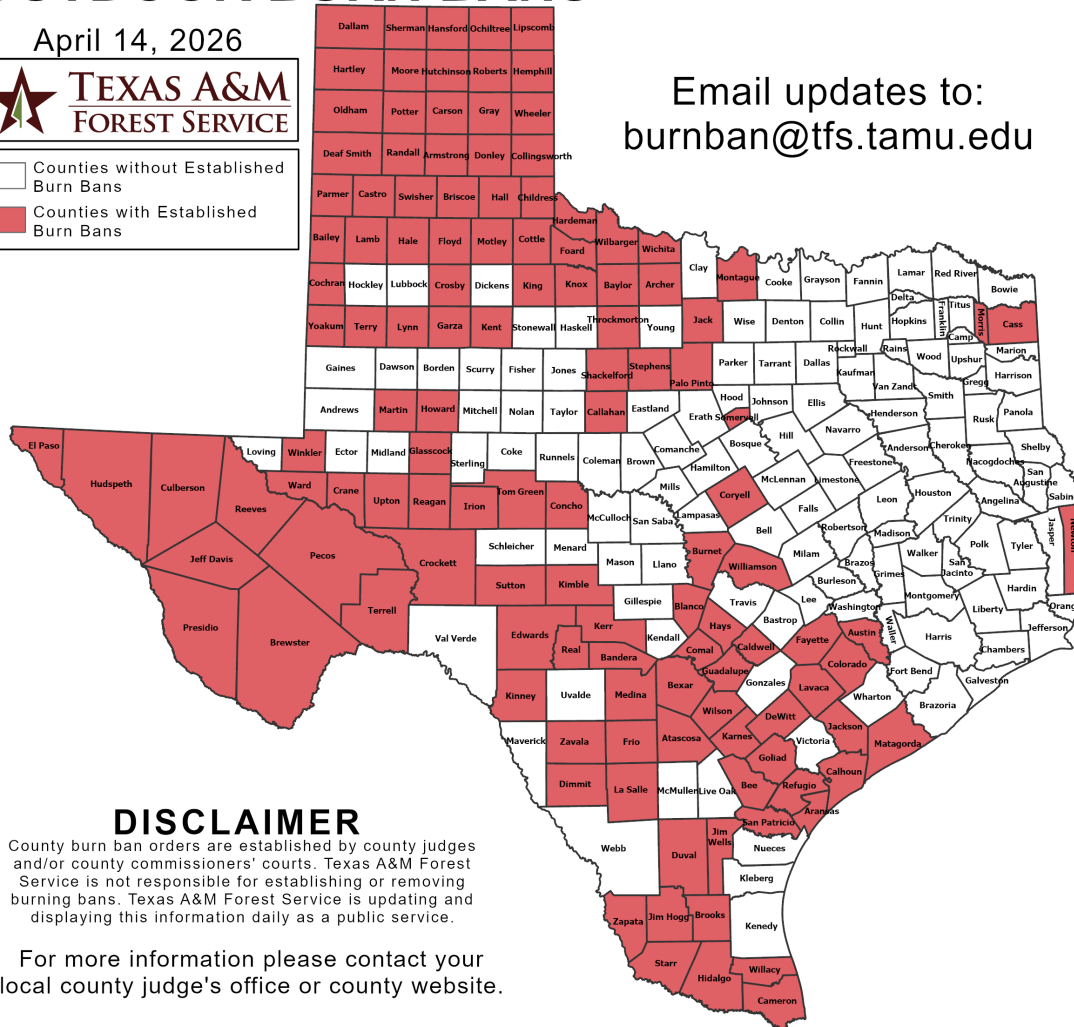 April 14, 2026
TEXAS A&M
FOREST SERVICE
Counties without Established
Burn Bans
Counties with Established
Burn Bans
Email updates to:
burnban@tfs.tamu.edu
Dallam Sherman Hansford Ochiltree Lipscomb
Hartley Moore Hutchinson Roberts Hemphill
Oldham Potter Carson Gray Wheeler
Deaf Smith Randall Armstrong Donley Collingsworth
Parmer Castro Swisher Briscoe Hall Childress
Hardeman
Bailey Lamb Hale Floyd Motley Cottle Foard Wilbarger Wichita
Clay Montague Cooke Grayson Fannin Lamar Red River Bowie
Cochran Hockley Lubbock Crosby Dickens King Knox Baylor Archer
Delta Franklin Titus Morris Cass
Yoakum Terry Lynn Garza Kent Stonewall Haskell Throckmorton Young Jack Wise Denton Collin Hunt Hopkins
Camp
Rockwall Rains Wood Upshur Marion
Gaines Dawson Borden Scurry Fisher Jones Shackelford Stephens Palo Pinto Parker Tarrant Dallas Kaufman Van Zandt Gregg Harrison
Smith
Andrews Martin Howard Mitchell Nolan Taylor Callahan Eastland Erath Hood Somervell Johnson Ellis Henderson Rusk Panola
El Paso Loving Winkler Ector Midland Glasscock Sterling Coke Runnels Coleman Brown Comanche Bosque Hill Navarro Anderson Cherokee Shelby
Hamilton Freestone Nacogdoches
San
Augustine
Hudspeth Culberson Reeves Ward Crane Upton Reagan Irion Tom Green Concho Mills Coryell McLennan Limestone Leon Houston Angelina Sabin
McCulloch San Saba Lampasas Bell Falls Robertson Madison Trinity Jasper Newton
Jeff Davis Pecos Crockett Schleicher Menard Mason Llano Burnet Williamson Milam Brazos Grimes Walker San
Jacinto Polk Tyler
Terrell Sutton Kimble Gillespie Blanco Travis Lee Burleson Washington Montgomery Liberty Hardin Orang
Presidio Brewster Val Verde Edwards Real Kerr Bandera Kendall Hays Comal Caldwell Bastrop Fayette Austin Waller Harris Chambers Jefferson
Kinney Uvalde Medina Bexar Guadalupe Gonzales Lavaca Colorado Wharton Fort Bend Brazoria Galveston
Maverick Zavala Frio Atascosa Wilson Karnes DeWitt Victoria Jackson Matagorda
Dimmit La Salle McMullen Live Oak Bee Goliad Refugio Calhoun
Aransas
San Patricio
Webb Duval Jim
Wells Nueces
Kleberg
Zapata Jim Hogg Brooks Kenedy
Starr Hidalgo Willacy
Cameron
DISCLAIMER
County burn ban orders are established by county judges
and/or county commissioners' courts. Texas A&M Forest
Service is not responsible for establishing or removing
burning bans. Texas A&M Forest Service is updating and
displaying this information daily as a public service.
For more information please contact your
local county judge's office or county website.